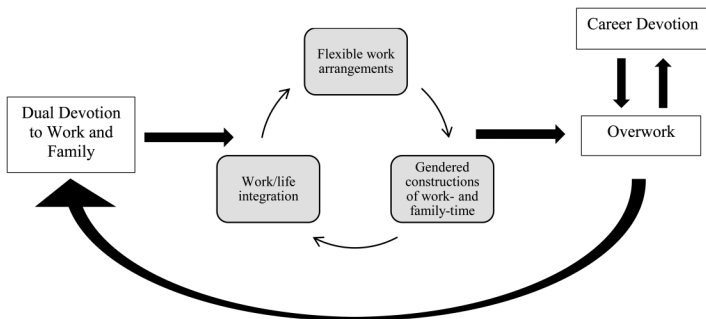 Career Devotion
Flexible work
arrangements
Dual Devotion
to Work and
Family
Overwork
Work/life
integration
Gendered
constructions
of work- and
family-time